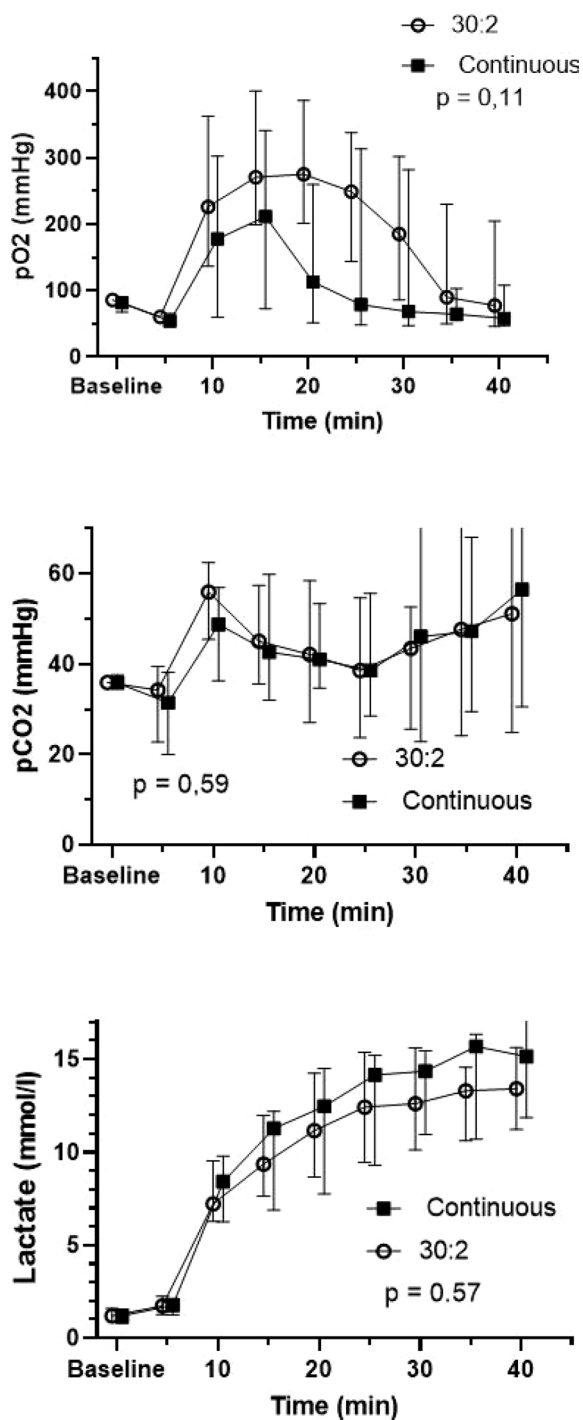 30:2
Continuous
p = 0,11
400
300
200
100
0
pO2 (mmHg)
Baseline 10 20 30 40
Time (min)
60
40
20
0
pCO2 (mmHg)
p = 0,59
30:2
Continuous
Baseline 10 20 30 40
Time (min)
15
10
5
0
Lactate (mmol/l)
Continuous
30:2
p = 0.57
Baseline 10 20 30 40
Time (min)